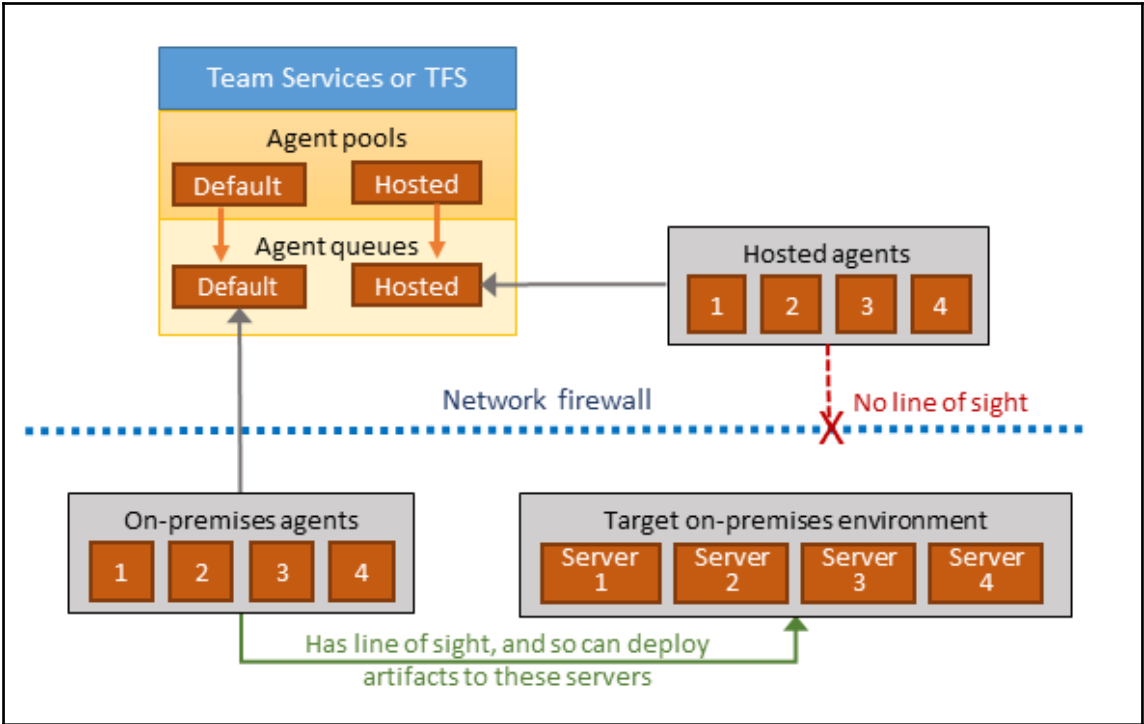 Team Services or TFS
Agent pools
Default
Hosted
Agent queues
Default
Hosted
Hosted agents
1 2 3 4
Network firewall
No line of sight
X
On-premises agents
1 2 3 4
Target on-premises environment
Server
1
Server
2
Server
3
Server
4
Has line of sight, and so can deploy
artifacts to these servers